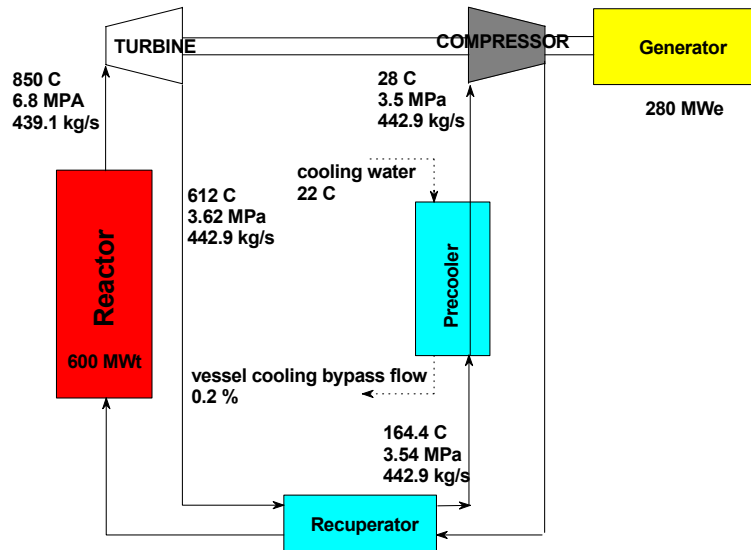 TURBINE
COMPRESSOR
Generator
850 C
6.8 MPA
439.1 kg/s
28 C
3.5 MPa
442.9 kg/s
280 MWe
cooling water
22 C
612 C
3.62 MPa
442.9 kg/s
Reactor
600 MWt
Precooler
vessel cooling bypass flow
0.2 %
164.4 C
3.54 MPa
442.9 kg/s
Recuperator